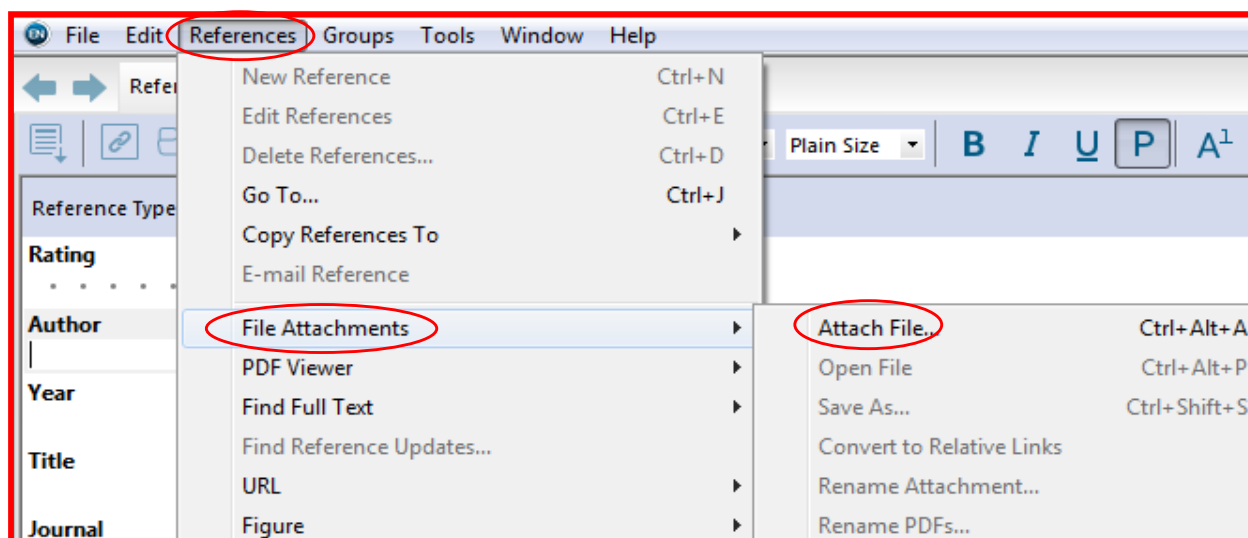 EN File Edit References Groups Tools Window Help
Refe
New Reference Ctrl+N
Edit References Ctrl+E
Delete References... Ctrl+D
Plain Size B I U P A1
Go To... Ctrl+J
Reference Type
Copy References To
Rating
E-mail Reference
Author
File Attachments
Attach File... Ctrl+Alt+A
PDF Viewer
Open File Ctrl+Alt+P
Year
Find Full Text
Save As... Ctrl+Shift+S
Find Reference Updates...
Convert to Relative Links
Title
URL
Rename Attachment...
Journal
Figure
Rename PDFs...